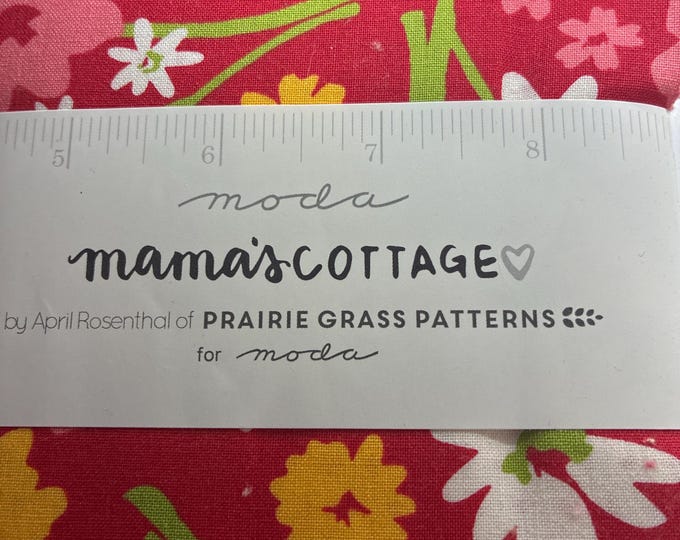 5 6 7 8
moda
mama's COTTAGE
by April Rosenthal of PRAIRIE GRASS PATTERNS
for moda